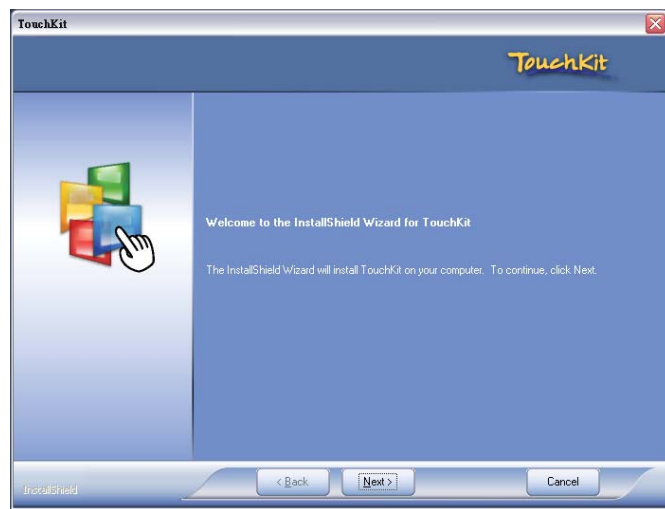 TouchKit
TouchKit
Welcome to the InstallShield Wizard for TouchKit
The InstallShield Wizard will install TouchKit on your computer. To continue, click Next.
InstallShield
< Back
Next >
Cancel